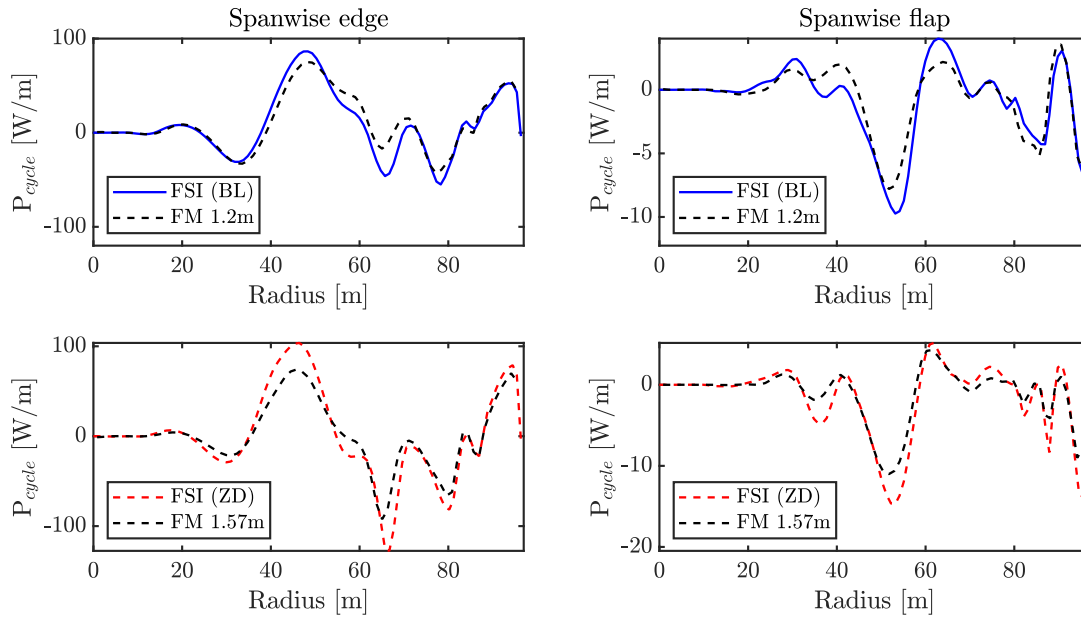 Spanwise edge
P_cycle [W/m]
100
0
-100
FSI (BL)
FM 1.2m
0 20 40 60 80
Radius [m]
Spanwise flap
P_cycle [W/m]
0
-5
-10
FSI (BL)
FM 1.2m
0 20 40 60 80
Radius [m]
P_cycle [W/m]
100
0
-100
FSI (ZD)
FM 1.57m
0 20 40 60 80
Radius [m]
P_cycle [W/m]
0
-10
-20
FSI (ZD)
FM 1.57m
0 20 40 60 80
Radius [m]